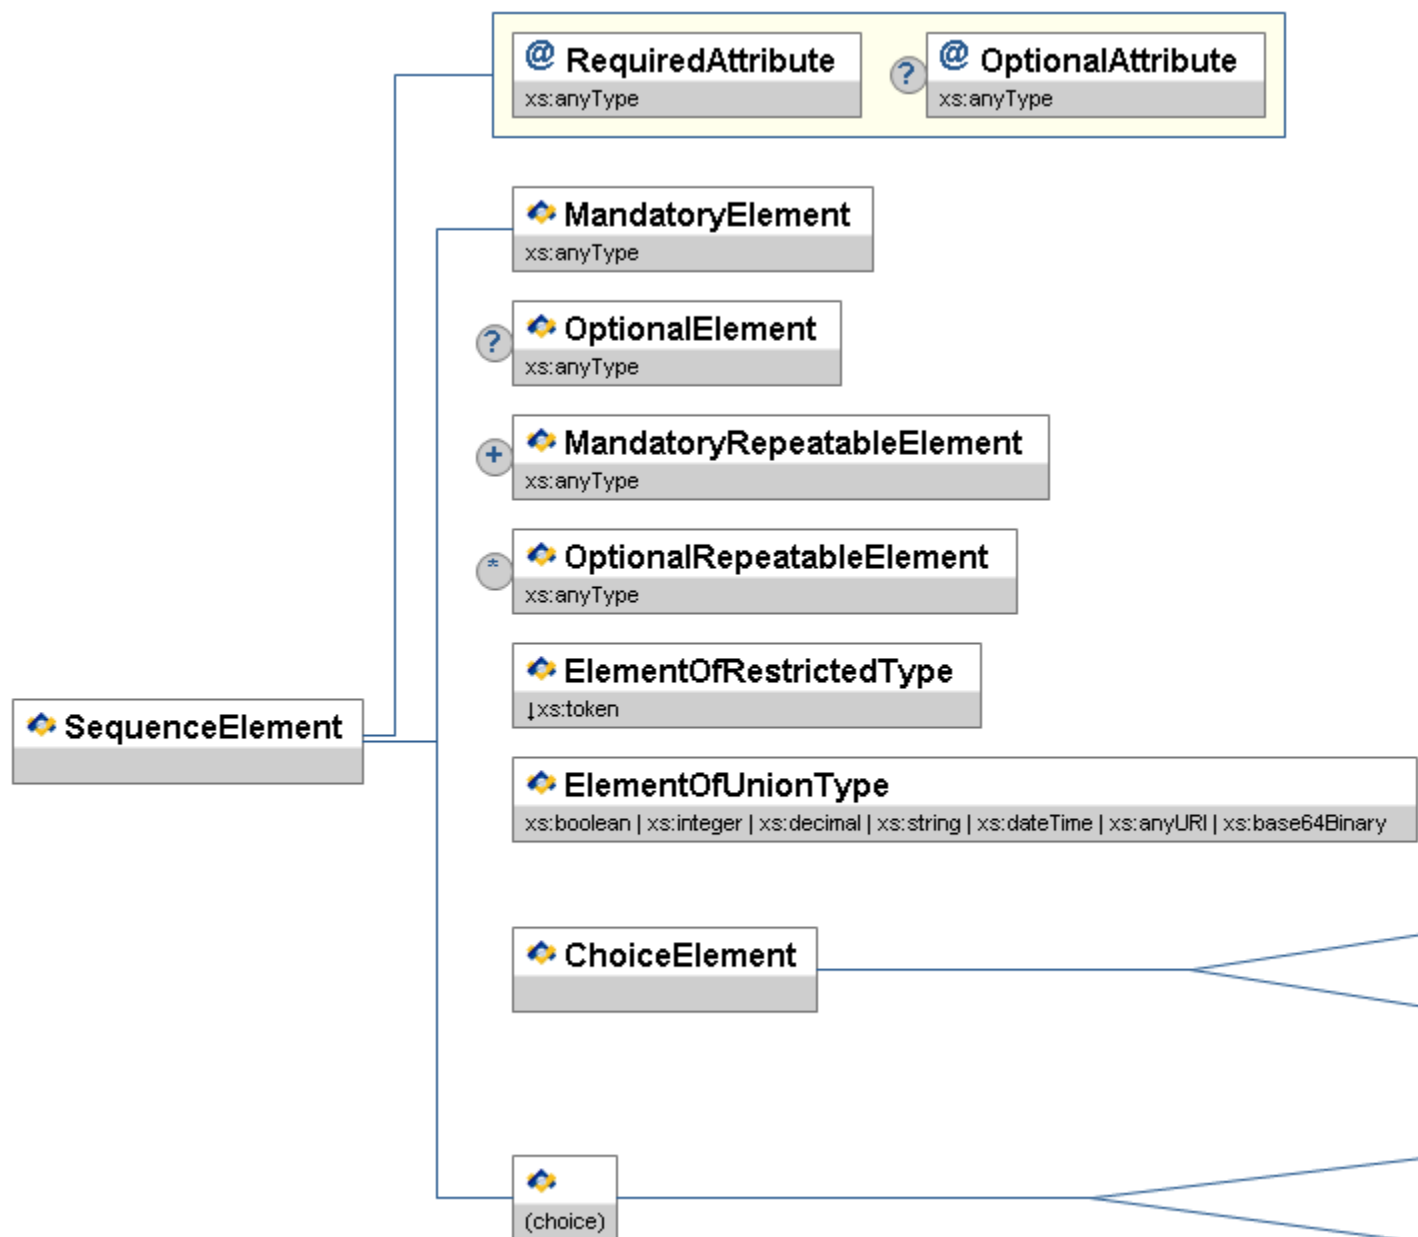 @ RequiredAttribute
xs:anyType
? @ OptionalAttribute
xs:anyType
MandatoryElement
xs:anyType
? OptionalElement
xs:anyType
+ MandatoryRepeatableElement
xs:anyType
* OptionalRepeatableElement
xs:anyType
ElementOfRestrictedType
↓xs:token
SequenceElement
ElementOfUnionType
xs:boolean | xs:integer | xs:decimal | xs:string | xs:dateTime | xs:anyURI | xs:base64Binary
ChoiceElement
(choice)